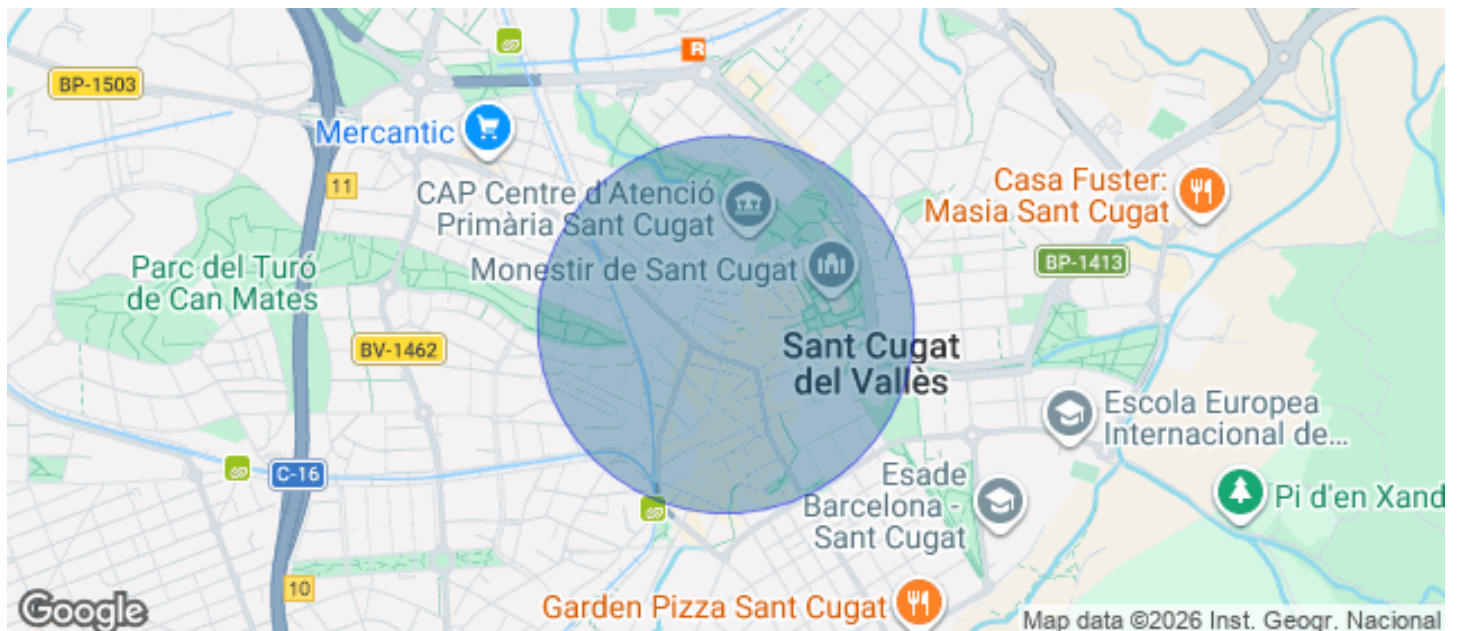 R
BP-1503
Mercantic
11
CAP Centre d'Atenció
Primària Sant Cugat
Casa Fuster:
Masia Sant Cugat
Monestir de Sant Cugat
BP-1413
Parc del Turó
de Can Mates
BV-1462
Sant Cugat
del Vallès
Escola Europea
Internacional de...
C-16
Esade
Barcelona -
Sant Cugat
Pi d'en Xand
10
Garden Pizza Sant Cugat
Google
Map data ©2026 Inst. Geogr. Nacional